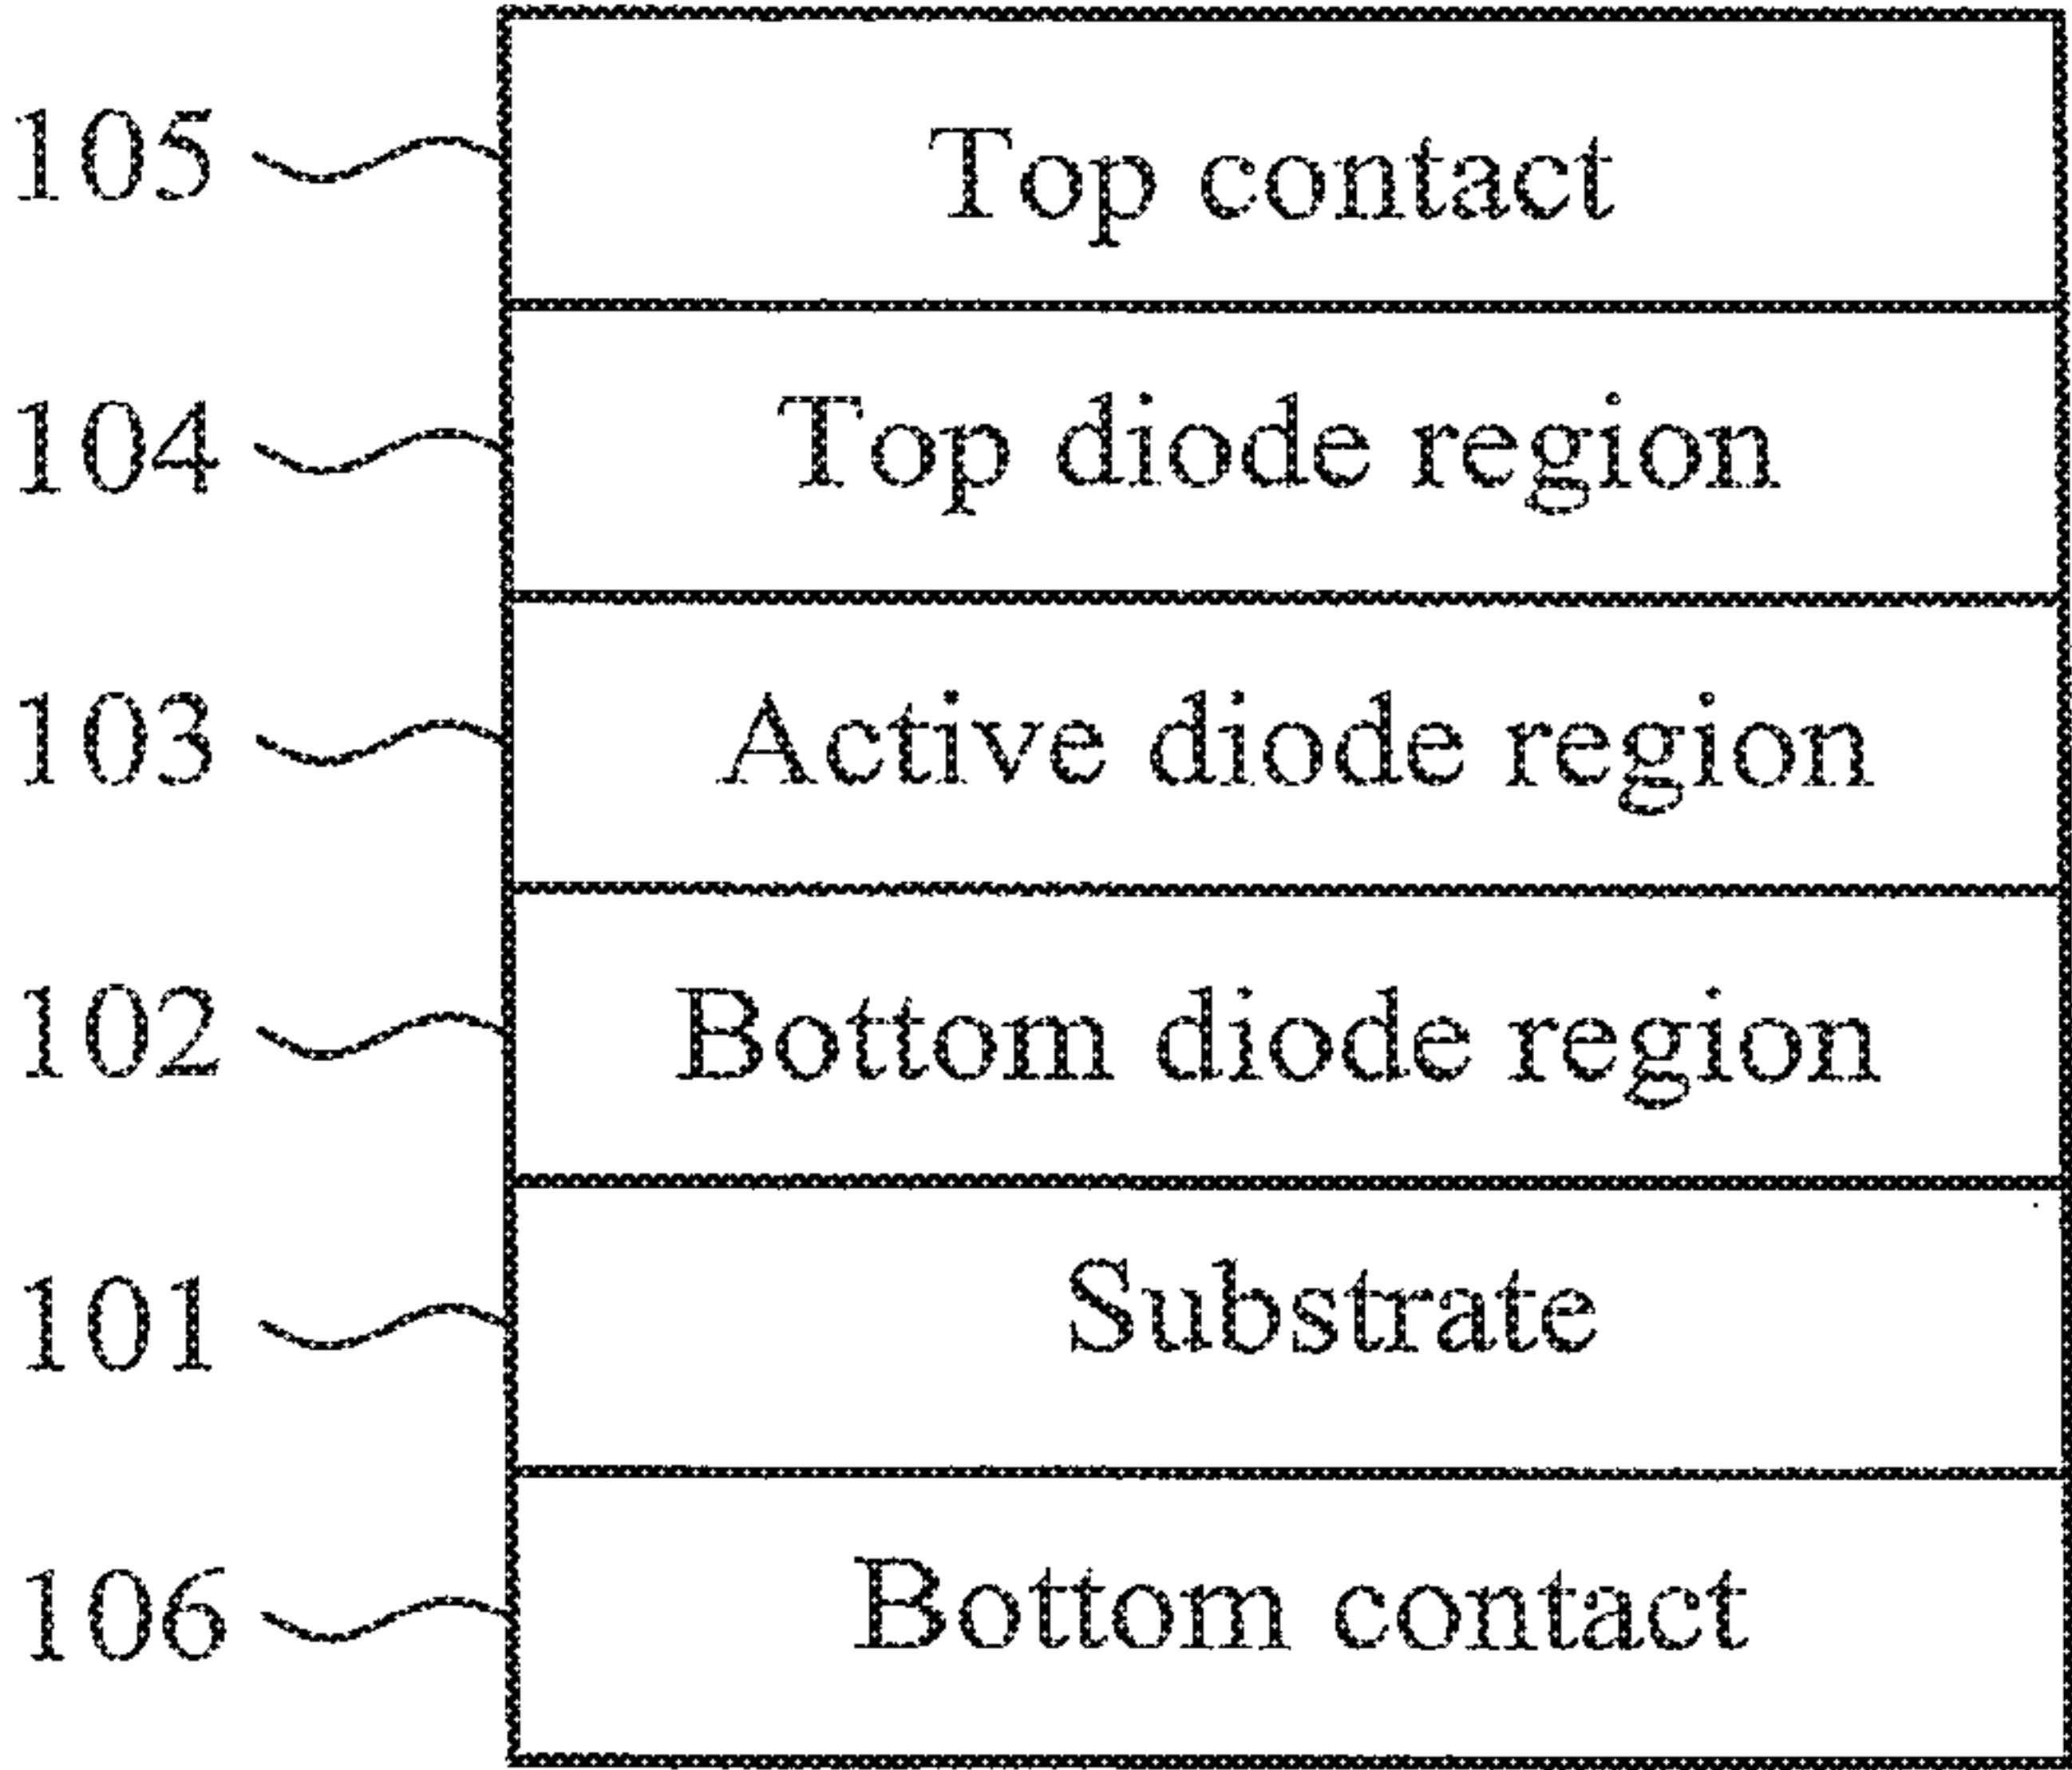 105 Top contact
104 Top diode region
103 Active diode region
102 Bottom diode region
101 Substrate
106 Bottom contact